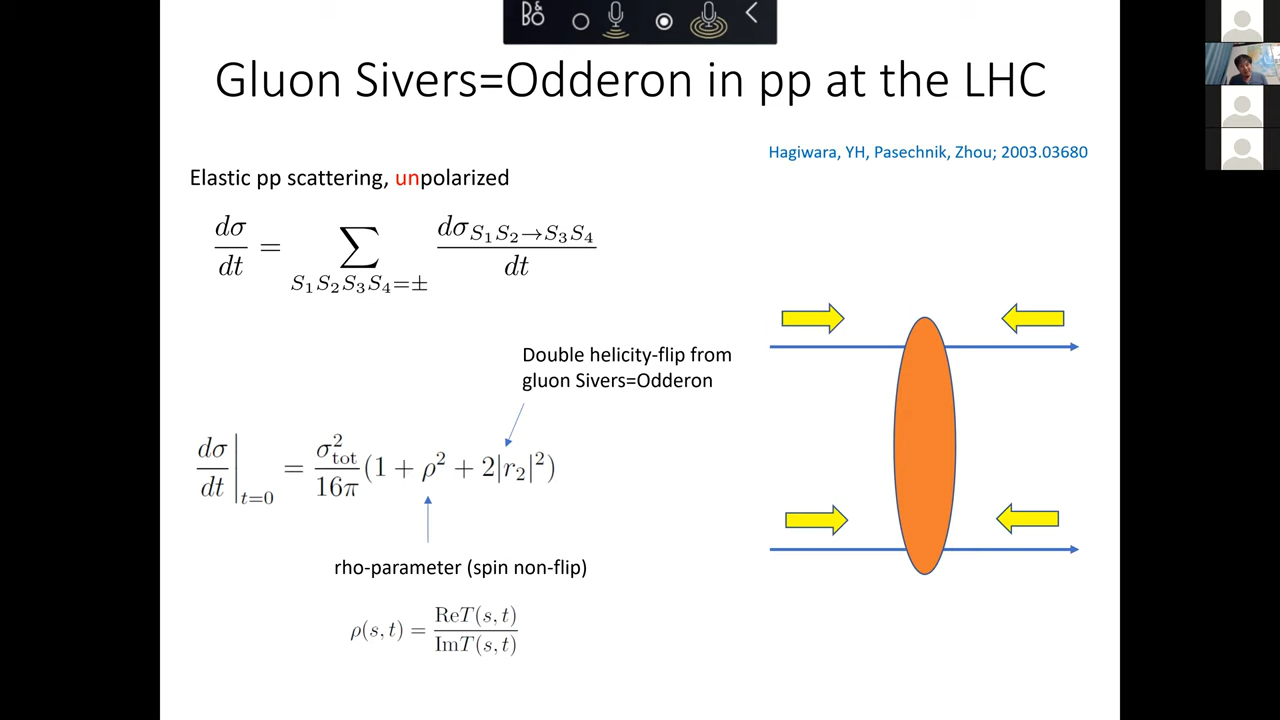 B&O
Gluon Sivers=Odderon in pp at the LHC
Hagiwara, YH, Pasechnik, Zhou; 2003.03680
Elastic pp scattering, unpolarized
dσ/dt = ∑_{S₁S₂S₃S₄=±} dσ_{S₁S₂→S₃S₄}/dt
Double helicity-flip from
gluon Sivers=Odderon
dσ/dt|_{t=0} = σ²_tot/16π (1 + ρ² + 2|r₂|²)
rho-parameter (spin non-flip)
ρ(s,t) = ReT(s,t)/ImT(s,t)